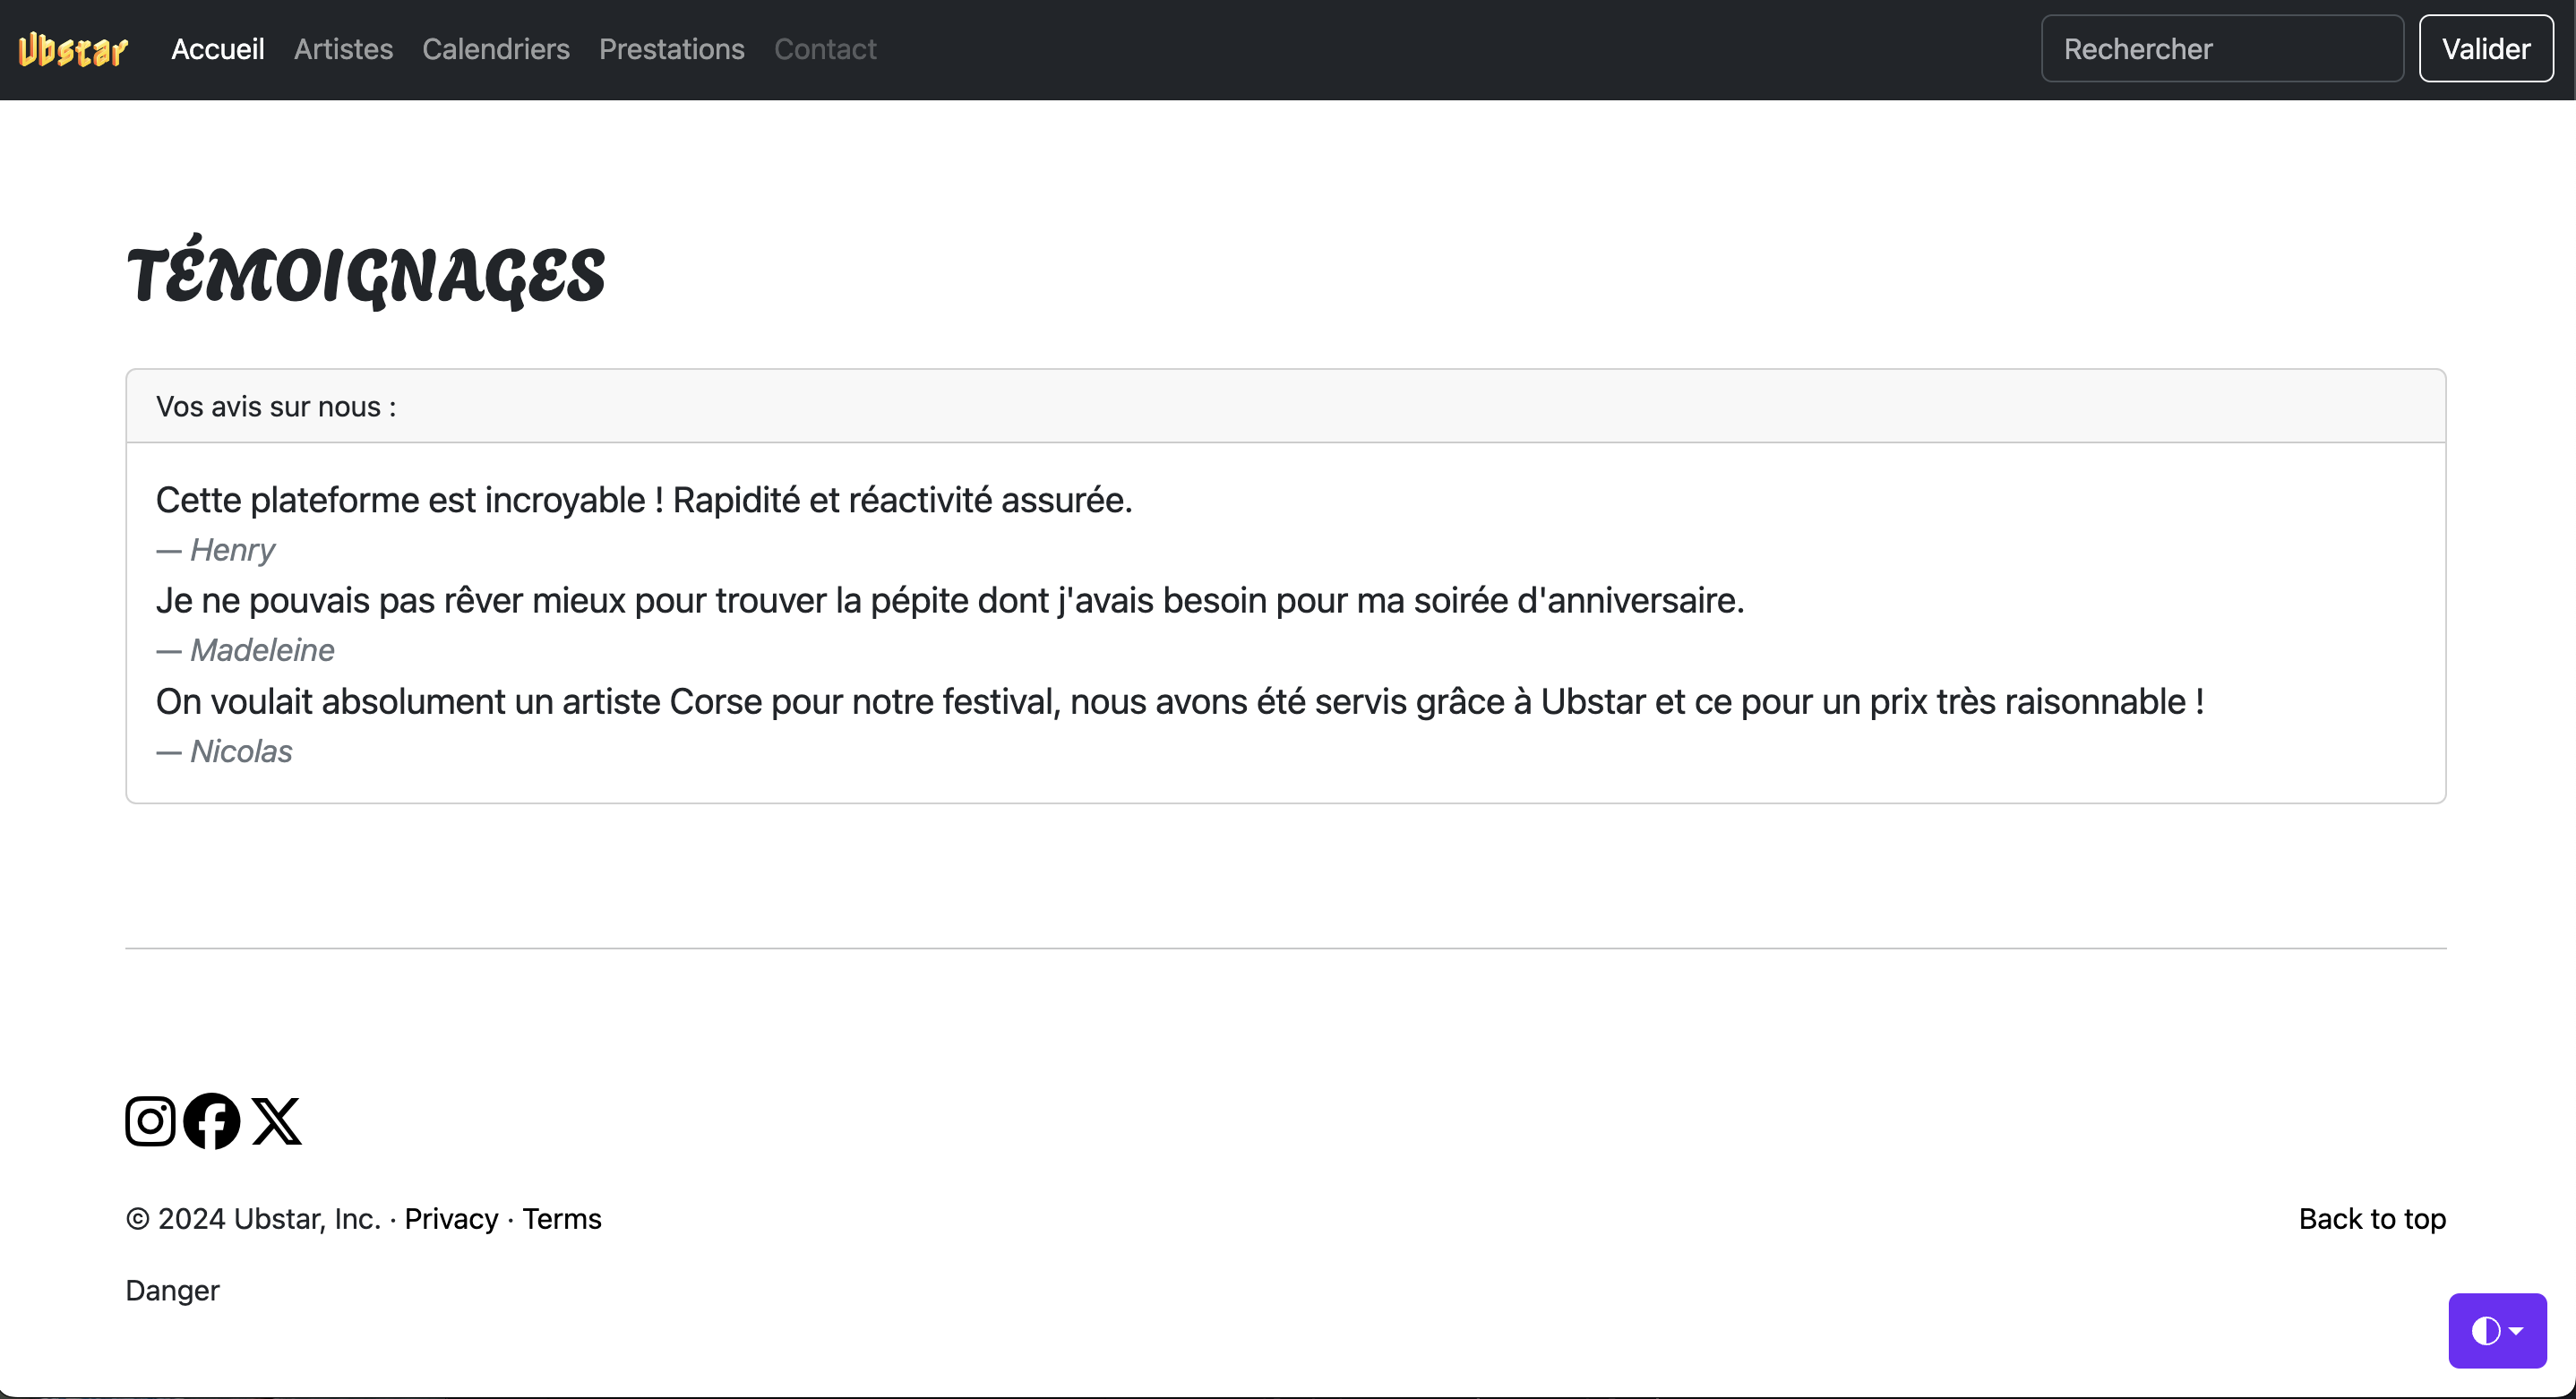 Ubstar Accueil Artistes Calendriers Prestations Contact Rechercher Valider
TÉMOIGNAGES
Vos avis sur nous :
Cette plateforme est incroyable ! Rapidité et réactivité assurée.
— Henry
Je ne pouvais pas rêver mieux pour trouver la pépite dont j'avais besoin pour ma soirée d'anniversaire.
— Madeleine
On voulait absolument un artiste Corse pour notre festival, nous avons été servis grâce à Ubstar et ce pour un prix très raisonnable !
— Nicolas
© 2024 Ubstar, Inc. · Privacy · Terms Back to top
Danger